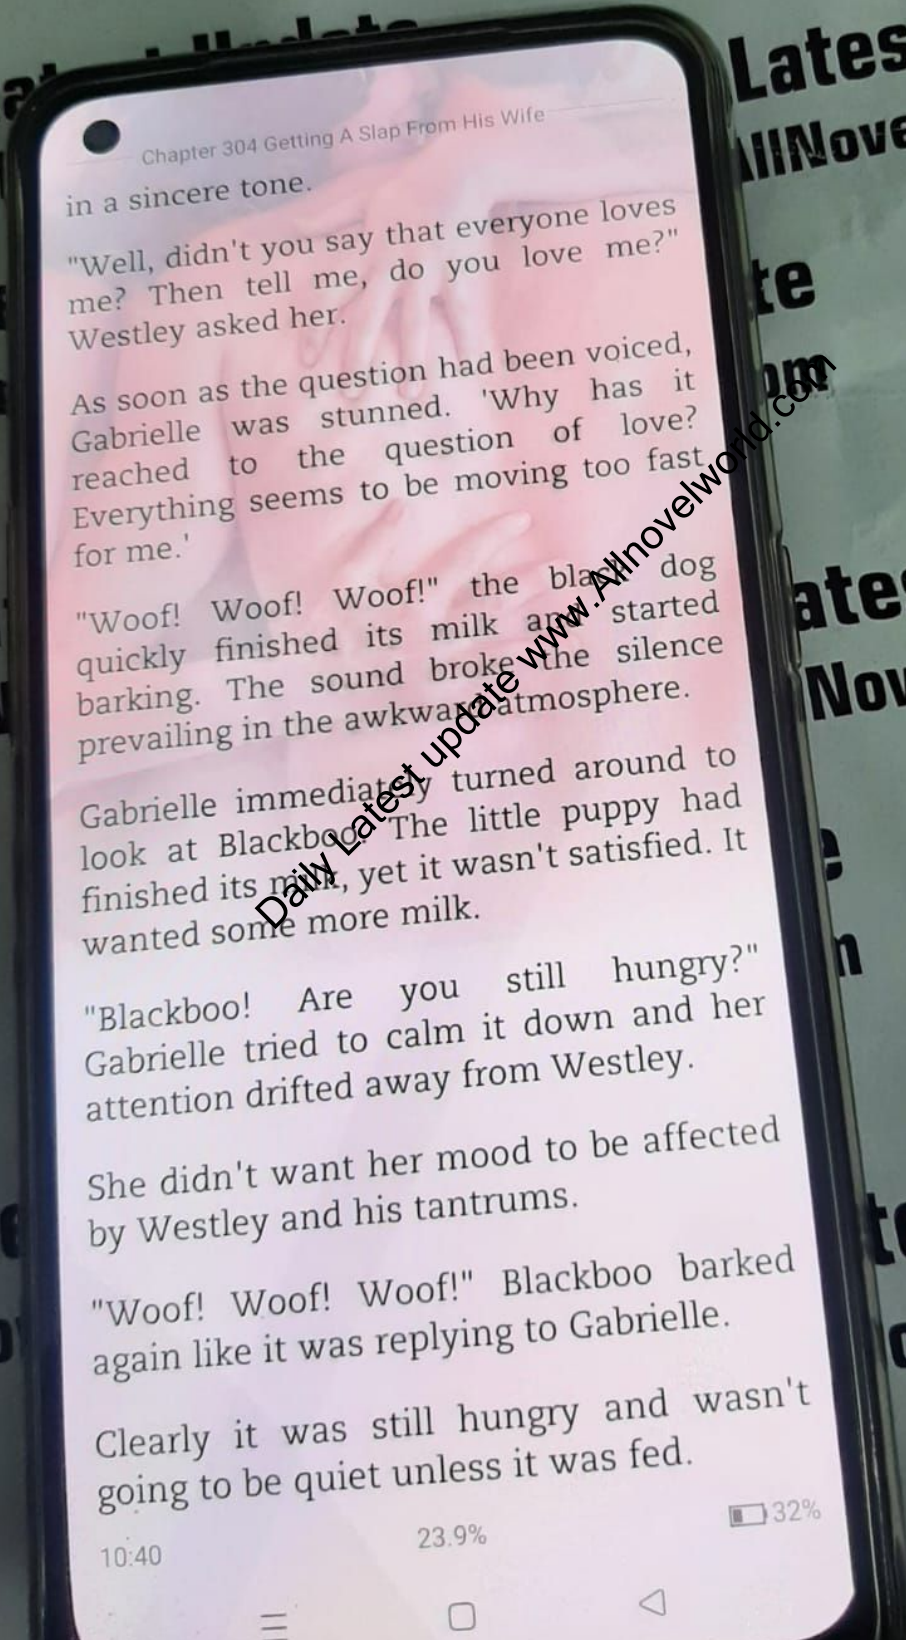 Chapter 304 Getting A Slap From His Wife
in a sincere tone.
"Well, didn't you say that everyone loves
me? Then tell me, do you love me?"
Westley asked her.
As soon as the question had been voiced,
Gabrielle was stunned. 'Why has it
reached to the question of love?
Everything seems to be moving too fast
for me.'
"Woof! Woof! Woof!" the black dog
quickly finished its milk and started
barking. The sound broke the silence
prevailing in the awkward atmosphere.
Gabrielle immediately turned around to
look at Blackboo. The little puppy had
finished its milk, yet it wasn't satisfied. It
wanted some more milk.
"Blackboo! Are you still hungry?"
Gabrielle tried to calm it down and her
attention drifted away from Westley.
She didn't want her mood to be affected
by Westley and his tantrums.
"Woof! Woof! Woof!" Blackboo barked
again like it was replying to Gabrielle.
Clearly it was still hungry and wasn't
going to be quiet unless it was fed.
10:40 23.9% 32%
Daily Latest update www.Allnovelworld.com
Lates
AllNove
te
om
ates
Nov